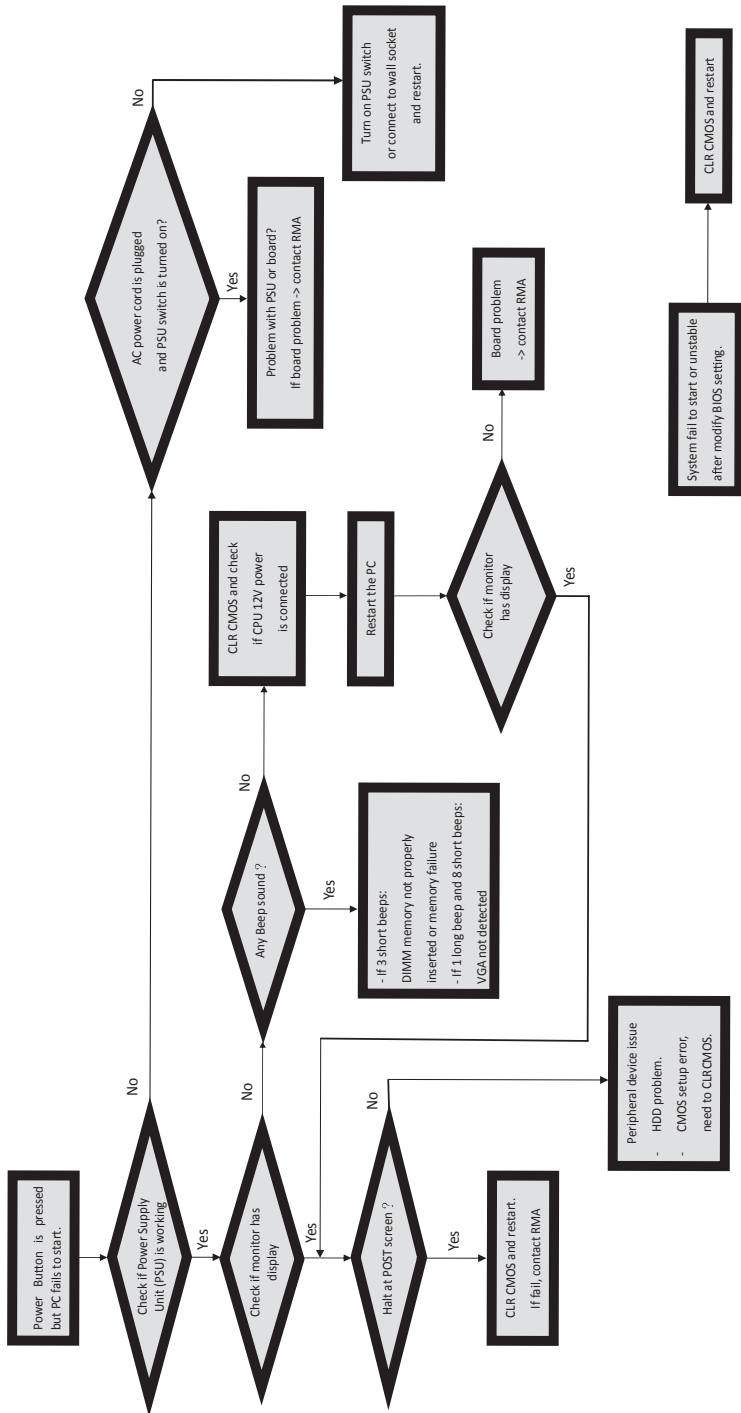 Power Button is pressed
but PC fails to start.
Check if Power Supply
Unit (PSU) is working
No
AC power cord is plugged
and PSU switch is turned on?
No
Turn on PSU switch
or connect to wall socket
and restart.
Yes
Problem with PSU or board?
If board problem -> contact RMA
Yes
Check if monitor has
display
No
Any Beep sound ?
No
CLR CMOS and check
if CPU 12V power
is connected
Restart the PC
Check if monitor
has display
No
Board problem
-> contact RMA
Yes
Yes
- If 3 short beeps:
DIMM memory not properly
inserted or memory failure
- If 1 long beep and 8 short beeps:
VGA not detected
Yes
Halt at POST screen ?
No
Peripheral device issue
- HDD problem.
- CMOS setup error,
need to CLRCMOS.
Yes
CLR CMOS and restart.
If fail, contact RMA
System fail to start or unstable
after modify BIOS setting.
CLR CMOS and restart